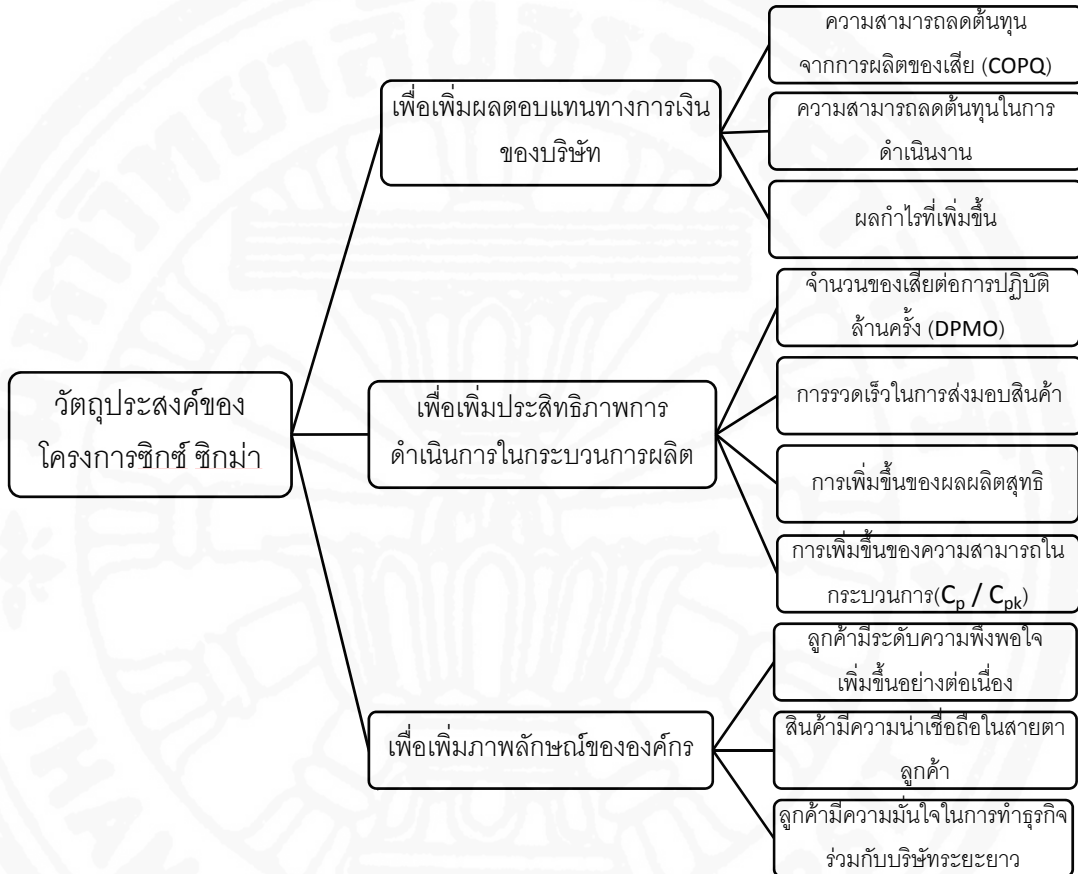 วัตถุประสงค์ของ
โครงการซิกซ์ ซิกม่า
เพื่อเพิ่มผลตอบแทนทางการเงิน
ของบริษัท
ความสามารถลดต้นทุน
จากการผลิตของเสีย (COPQ)
ความสามารถลดต้นทุนในการ
ดำเนินงาน
ผลกำไรที่เพิ่มขึ้น
เพื่อเพิ่มประสิทธิภาพการ
ดำเนินการในกระบวนการผลิต
จำนวนของเสียต่อการปฏิบัติ
ล้านครั้ง (DPMO)
การรวดเร็วในการส่งมอบสินค้า
การเพิ่มขึ้นของผลผลิตสุทธิ
การเพิ่มขึ้นของความสามารถใน
กระบวนการ(Cp / Cpk)
เพื่อเพิ่มภาพลักษณ์ขององค์กร
ลูกค้ามีระดับความพึงพอใจ
เพิ่มขึ้นอย่างต่อเนื่อง
สินค้ามีความน่าเชื่อถือในสายตา
ลูกค้า
ลูกค้ามีความมั่นใจในการทำธุรกิจ
ร่วมกับบริษัทระยะยาว